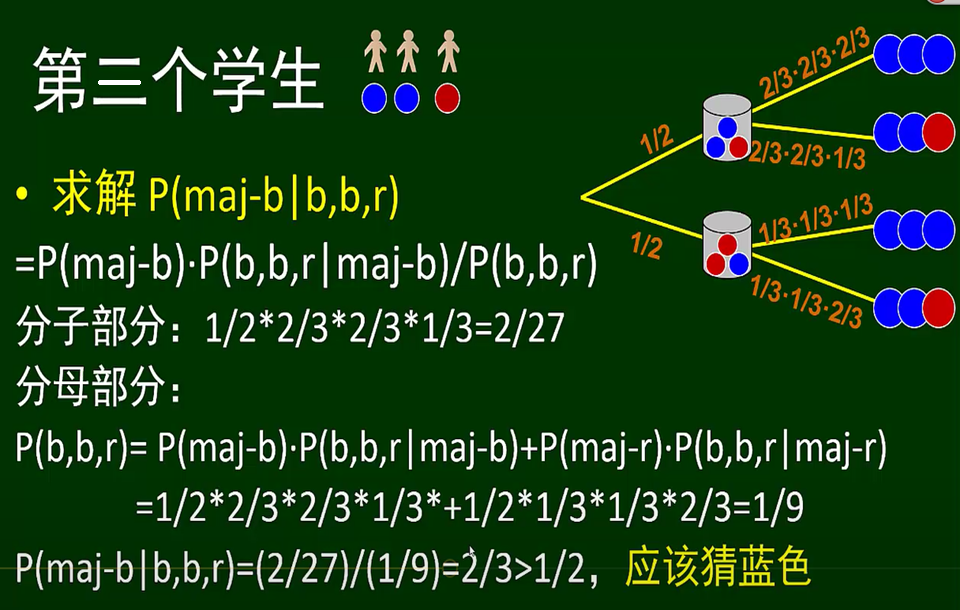 第三个学生
• 求解 P(maj-b|b,b,r)
=P(maj-b)·P(b,b,r|maj-b)/P(b,b,r)
分子部分：1/2*2/3*2/3*1/3=2/27
分母部分：
P(b,b,r)= P(maj-b)·P(b,b,r|maj-b)+P(maj-r)·P(b,b,r|maj-r)
=1/2*2/3*2/3*1/3*+1/2*1/3*1/3*2/3=1/9
P(maj-b|b,b,r)=(2/27)/(1/9)=2/3>1/2，应该猜蓝色
1/2
2/3·2/3·2/3
2/3·2/3·1/3
1/2
1/3·1/3·1/3
1/3·1/3·2/3